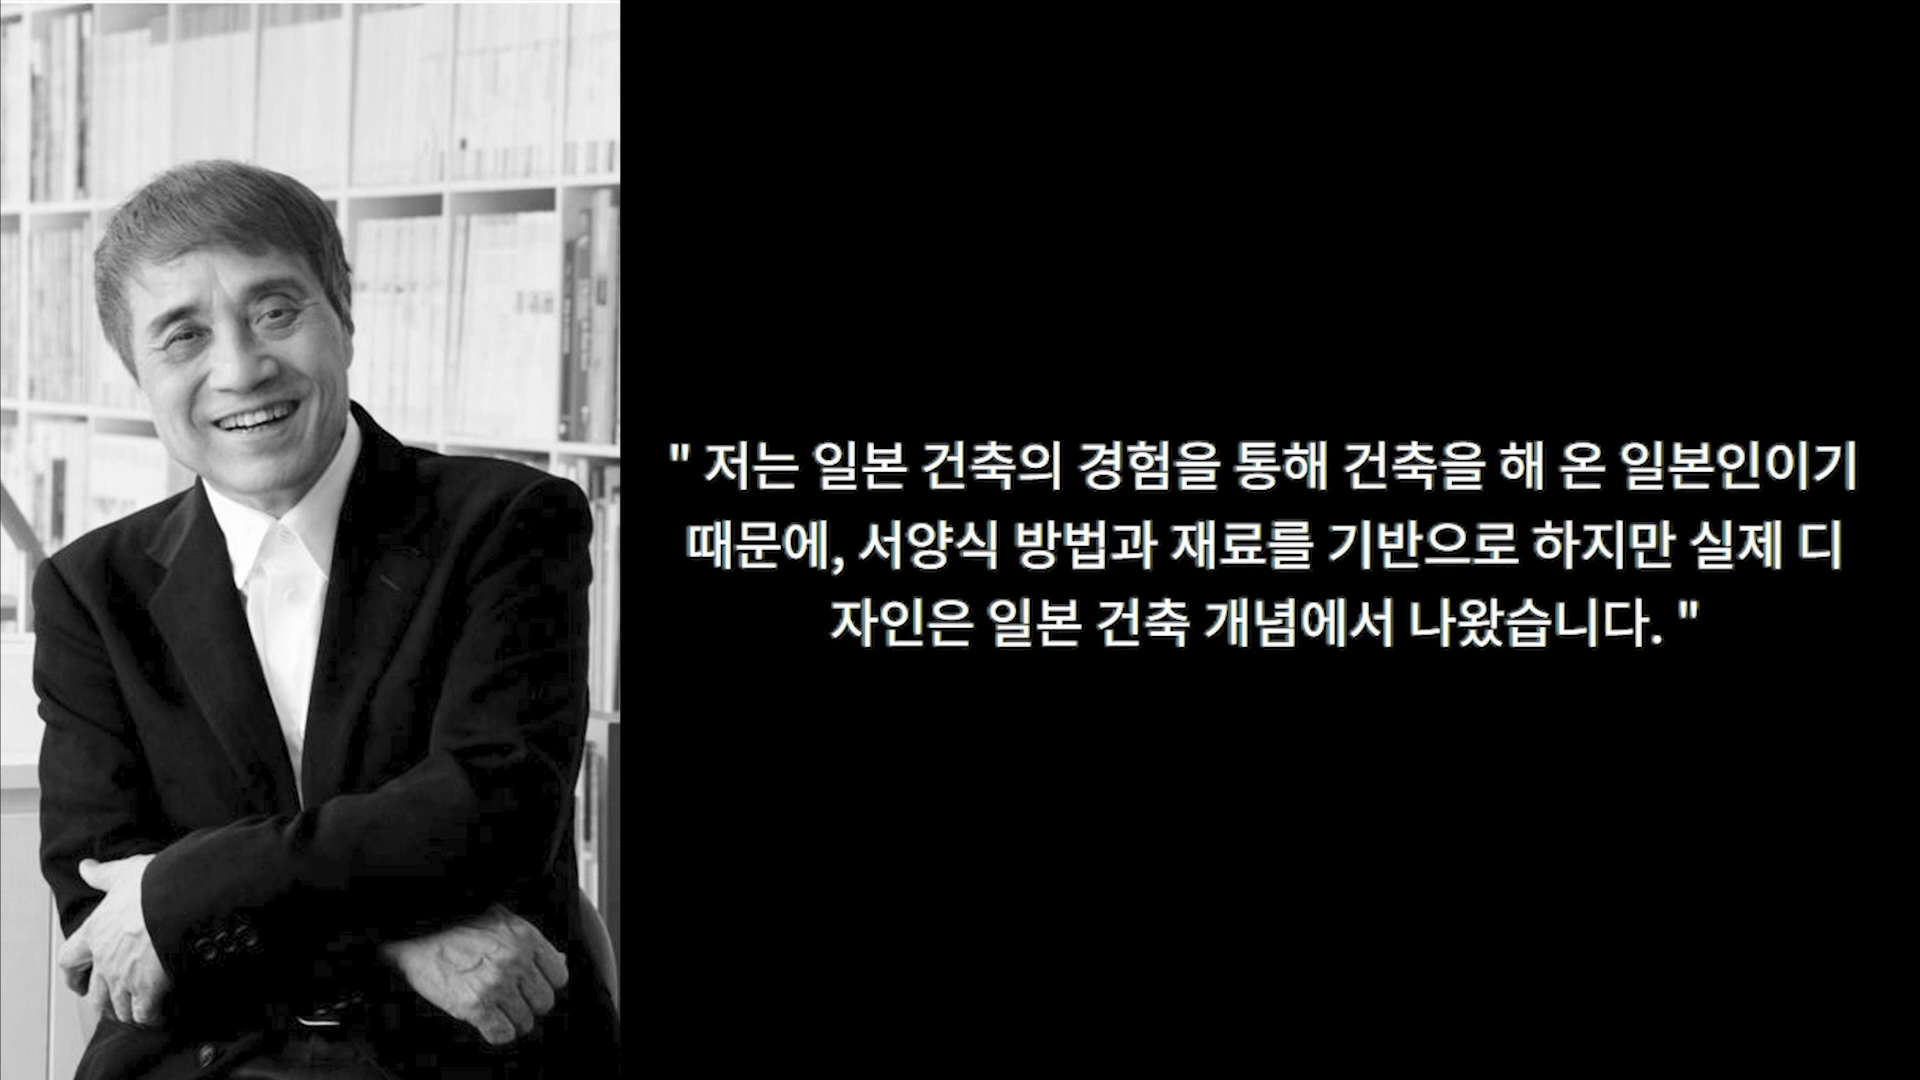 " 저는 일본 건축의 경험을 통해 건축을 해 온 일본인이기
때문에, 서양식 방법과 재료를 기반으로 하지만 실제 디
자인은 일본 건축 개념에서 나왔습니다. "